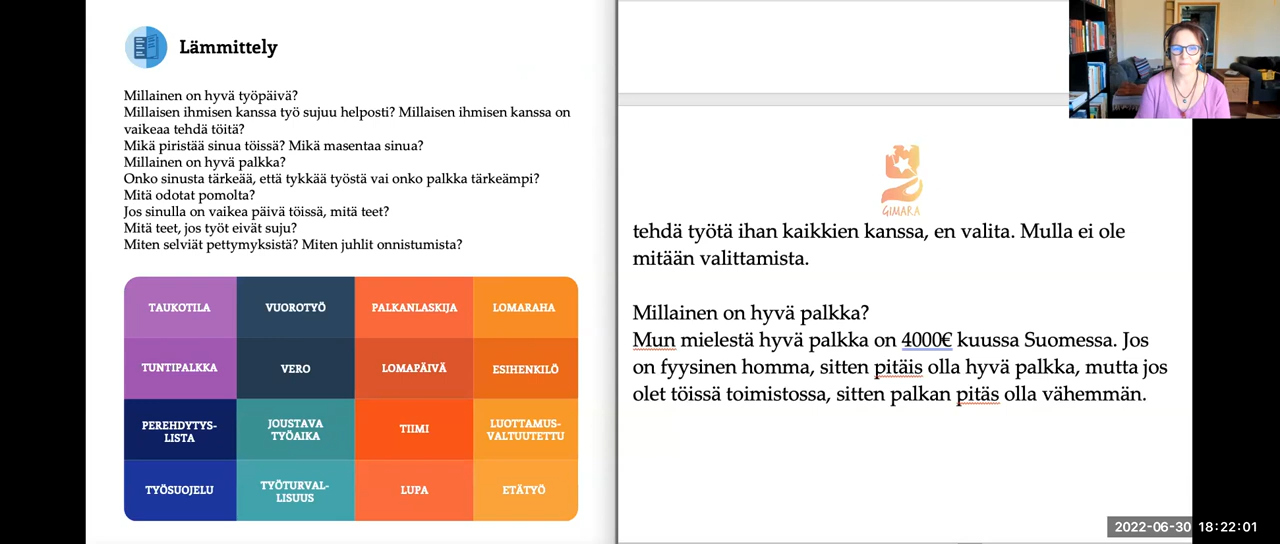 Lämmittely
Millainen on hyvä työpäivä?
Millaisen ihmisen kanssa työ sujuu helposti? Millaisen ihmisen kanssa on
vaikeaa tehdä töitä?
Mikä piristää sinua töissä? Mikä masentaa sinua?
Millainen on hyvä palkka?
Onko sinusta tärkeää, että tykkää työstä vai onko palkka tärkeämpi?
Mitä odotat pomolta?
Jos sinulla on vaikea päivä töissä, mitä teet?
Mitä teet, jos työt eivät suju?
Miten selviät pettymyksistä? Miten juhlit onnistumista?
TAUKOTILA
VUOROTYÖ
PALKANLASKIJA
LOMARAHA
TUNTIPALKKA
VERO
LOMAPÄIVÄ
ESIHENKILÖ
PEREHDYTYS-
LISTA
JOUSTAVA
TYÖAIKA
TIIMI
LUOTTAMUS-
VALTUUTETTU
TYÖSUOJELU
TYÖTURVAL-
LISUUS
LUPA
ETÄTYÖ
GIMARA
tehdä työtä ihan kaikkien kanssa, en valita. Mulla ei ole
mitään valittamista.
Millainen on hyvä palkka?
Mun mielestä hyvä palkka on 4000€ kuussa Suomessa. Jos
on fyysinen homma, sitten pitäis olla hyvä palkka, mutta jos
olet töissä toimistossa, sitten palkan pitäs olla vähemmän.
2022-06-30 18:22:01